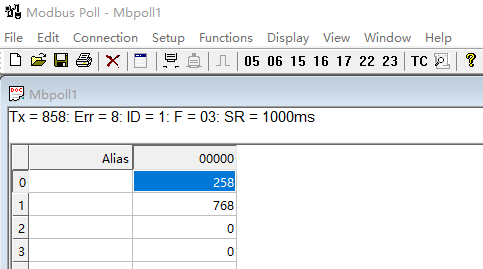 Modbus Poll - Mbpoll1
File Edit Connection Setup Functions Display View Window Help
05 06 15 16 17 22 23 TC
Mbpoll1
Tx = 858: Err = 8: ID = 1: F = 03: SR = 1000ms
Alias 00000
0 258
1 768
2 0
3 0